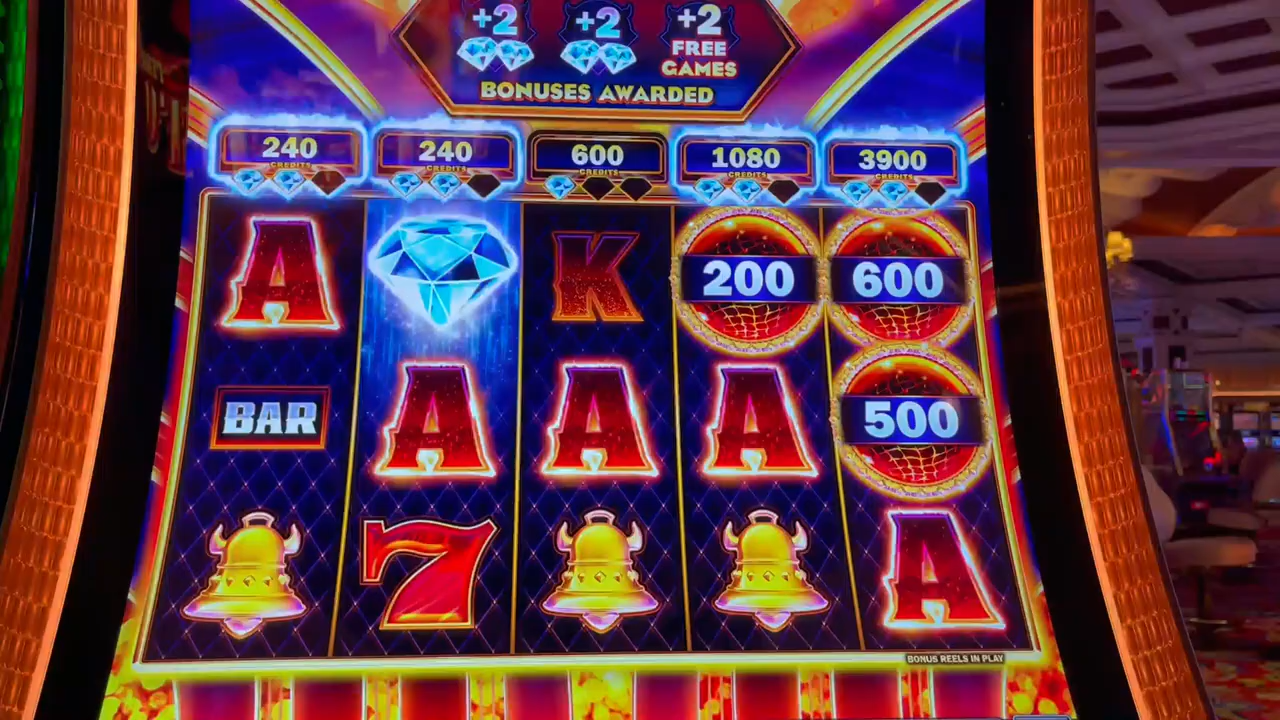 +2 +2 +2
FREE
GAMES
BONUSES AWARDED
240 240 600 1080 3900
CREDITS CREDITS CREDITS CREDITS CREDITS
A K 200 600
BAR A A A 500
7 A
BONUS REELS IN PLAY